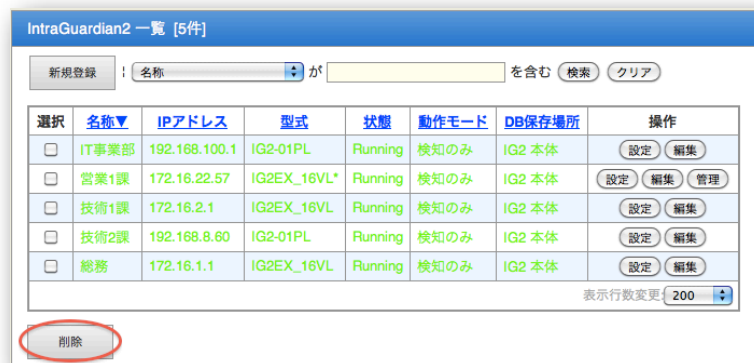 IntraGuardian2 一覧 [5件]
新規登録 ¦ 名称 が を含む 検索 クリア
選択 名称▼ IPアドレス 型式 状態 動作モード DB保存場所 操作
IT事業部 192.168.100.1 IG2-01PL Running 検知のみ IG2 本体 設定 編集
営業1課 172.16.22.57 IG2EX_16VL* Running 検知のみ IG2 本体 設定 編集 管理
技術1課 172.16.2.1 IG2EX_16VL Running 検知のみ IG2 本体 設定 編集
技術2課 192.168.8.60 IG2-01PL Running 検知のみ IG2 本体 設定 編集
総務 172.16.1.1 IG2EX_16VL Running 検知のみ IG2 本体 設定 編集
表示行数変更: 200
削除